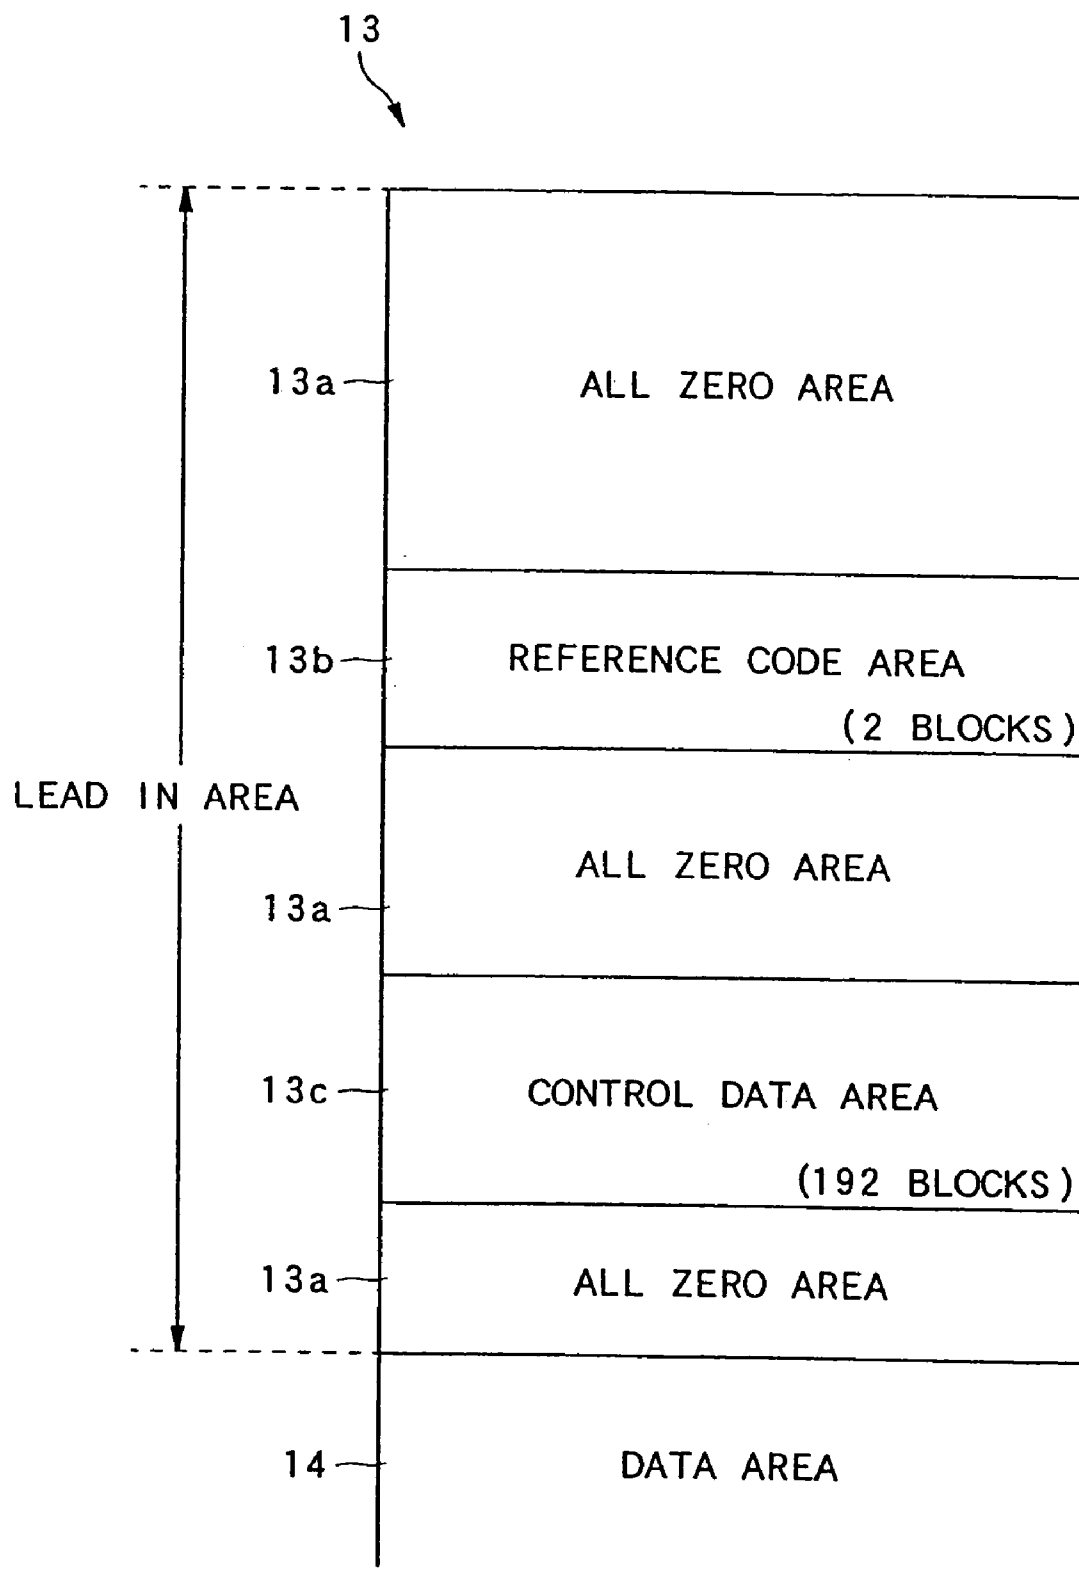 13
13a
ALL ZERO AREA
13b
REFERENCE CODE AREA
(2 BLOCKS)
LEAD IN AREA
ALL ZERO AREA
13a
13c
CONTROL DATA AREA
(192 BLOCKS)
13a
ALL ZERO AREA
14
DATA AREA